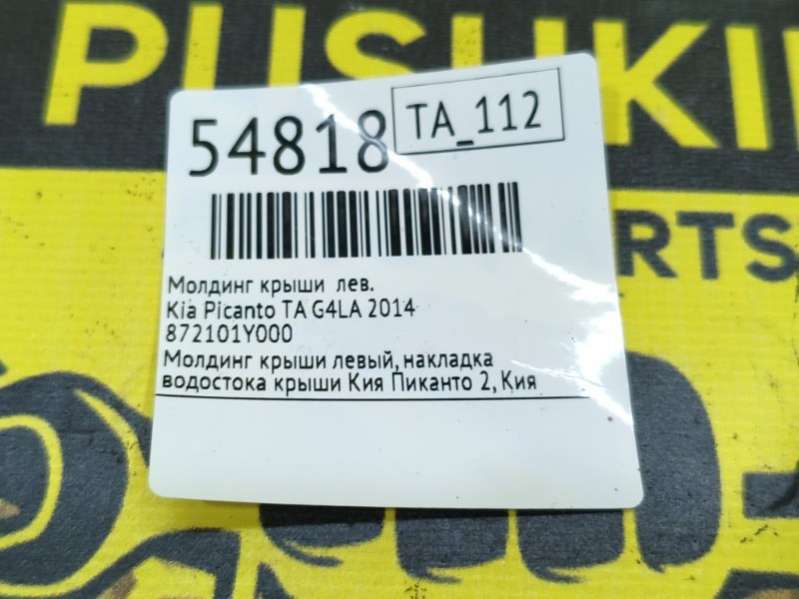 PUSHKIN
54818
TA_112
RTS
Молдинг крыши лев.
Kia Picanto TA G4LA 2014
872101Y000
Молдинг крыши левый, накладка
водостока крыши Кия Пиканто 2, Кия